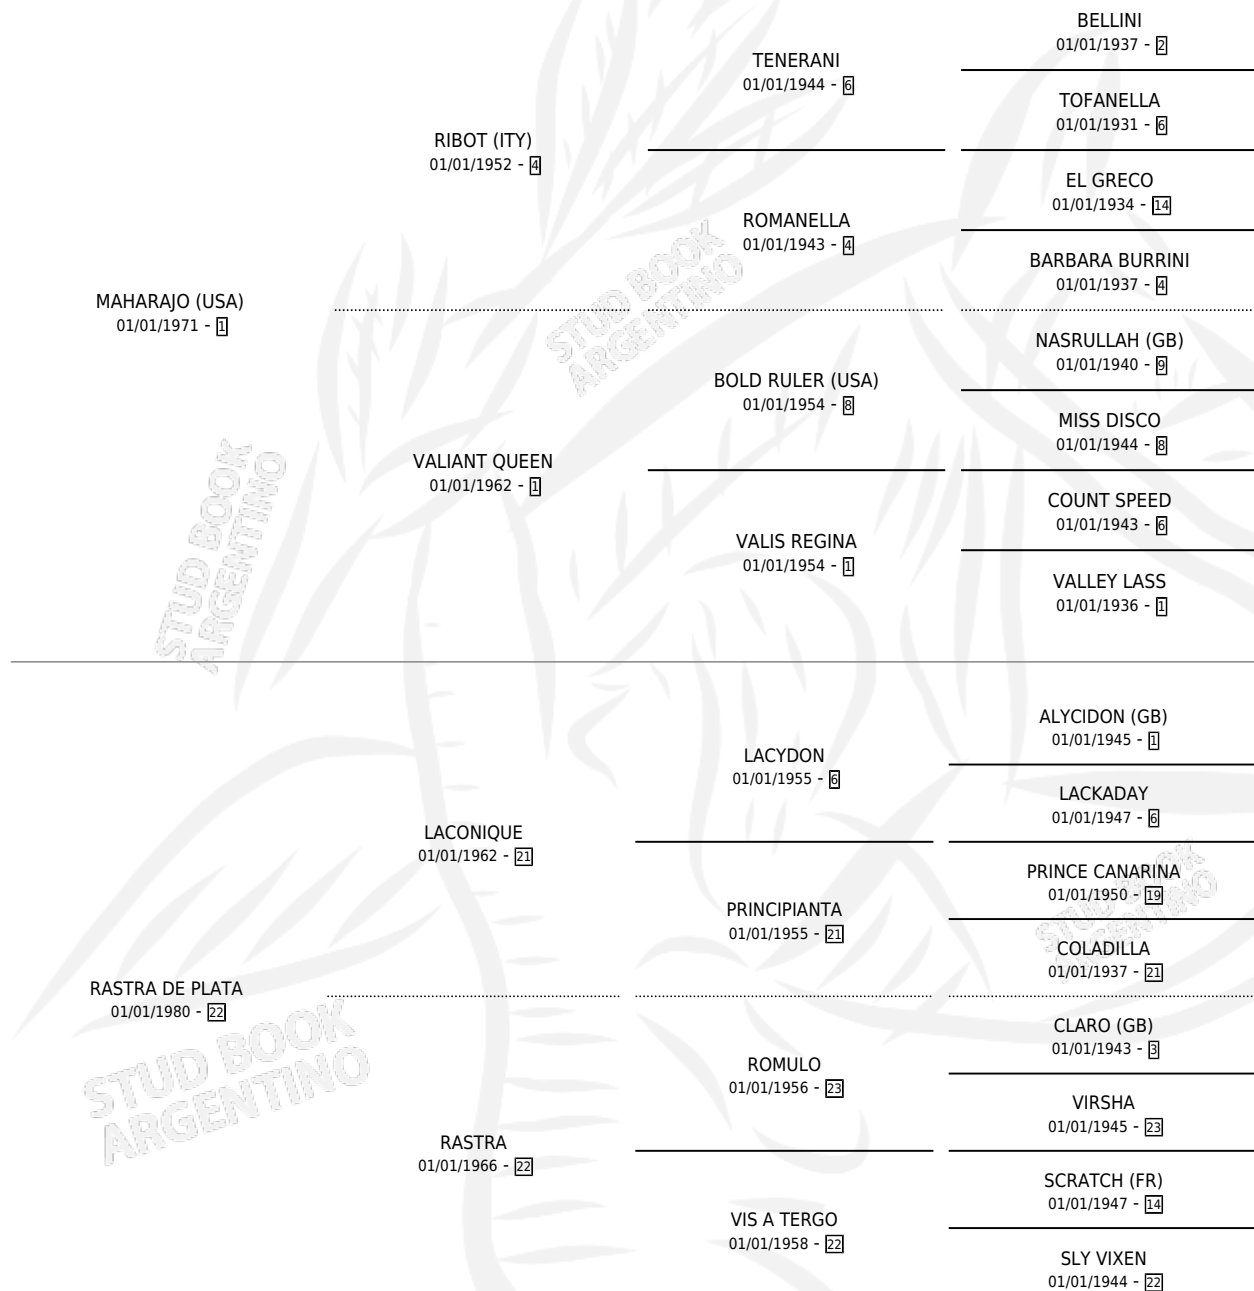 BELLINI
01/01/1937 - 2
TENERANI
01/01/1944 - 6
TOFANELLA
01/01/1931 - 6
RIBOT (ITY)
01/01/1952 - 4
EL GRECO
01/01/1934 - 14
ROMANELLA
01/01/1943 - 4
BARBARA BURRINI
01/01/1937 - 4
MAHARAJO (USA)
01/01/1971 - 1
NASRULLAH (GB)
01/01/1940 - 9
BOLD RULER (USA)
01/01/1954 - 8
MISS DISCO
01/01/1944 - 8
VALIANT QUEEN
01/01/1962 - 1
COUNT SPEED
01/01/1943 - 6
VALIS REGINA
01/01/1954 - 1
VALLEY LASS
01/01/1936 - 1
ALYCIDON (GB)
01/01/1945 - 1
LACYDON
01/01/1955 - 6
LACKADAY
01/01/1947 - 6
LACONIQUE
01/01/1962 - 21
PRINCE CANARINA
01/01/1950 - 19
PRINCIPIANTA
01/01/1955 - 21
COLADILLA
01/01/1937 - 21
RASTRA DE PLATA
01/01/1980 - 22
CLARO (GB)
01/01/1943 - 3
ROMULO
01/01/1956 - 23
VIRSHA
01/01/1945 - 23
RASTRA
01/01/1966 - 22
SCRATCH (FR)
01/01/1947 - 14
VIS A TERGO
01/01/1958 - 22
SLY VIXEN
01/01/1944 - 22
STUD BOOK
ARGENTINO
STUD BOOK
ARGENTINO
STUD BOOK
ARGENTINO
STUD BOOK
ARGENTINO